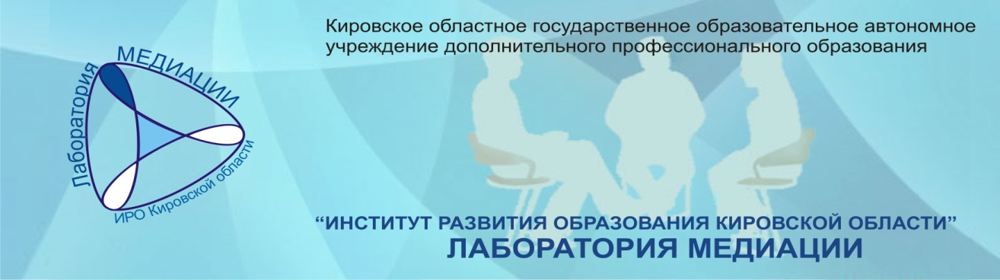 Лаборатория
МЕДИАЦИИ
ИРО Кировской области
Кировское областное государственное образовательное автономное
учреждение дополнительного профессионального образования
“ИНСТИТУТ РАЗВИТИЯ ОБРАЗОВАНИЯ КИРОВСКОЙ ОБЛАСТИ”
ЛАБОРАТОРИЯ МЕДИАЦИИ